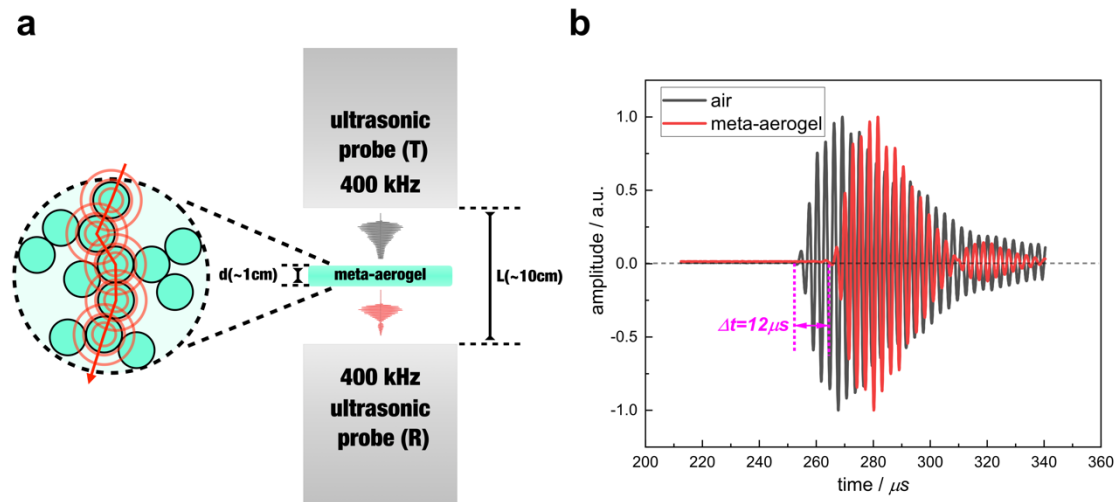 a
ultrasonic
probe (T)
400 kHz
d(~1cm)
meta-aerogel
L(~10cm)
400 kHz
ultrasonic
probe (R)
b
air
meta-aerogel
amplitude / a.u.
1.0
0.5
0.0
-0.5
-1.0
Δt=12μs
200 220 240 260 280 300 320 340 360
time / μs